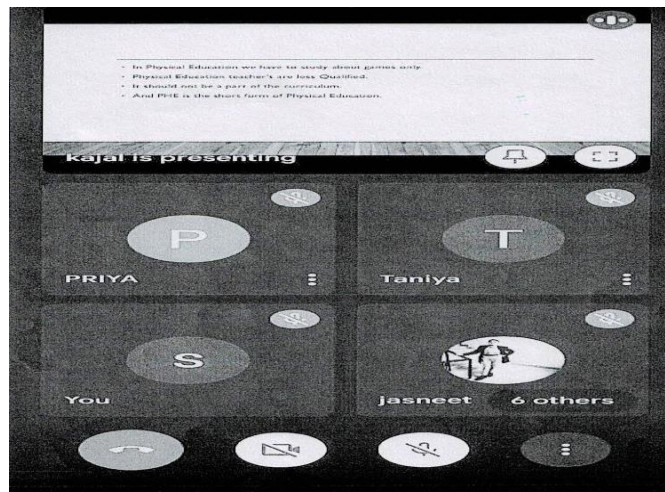 • In Physical Education we have to study about games only.
• Physical Education teacher's are less Qualified.
• It should not be a part of the curriculum.
• And PHE is the short form of Physical Education.
kajal is presenting
P
T
PRIYA
Taniya
S
You
jasneet
6 others